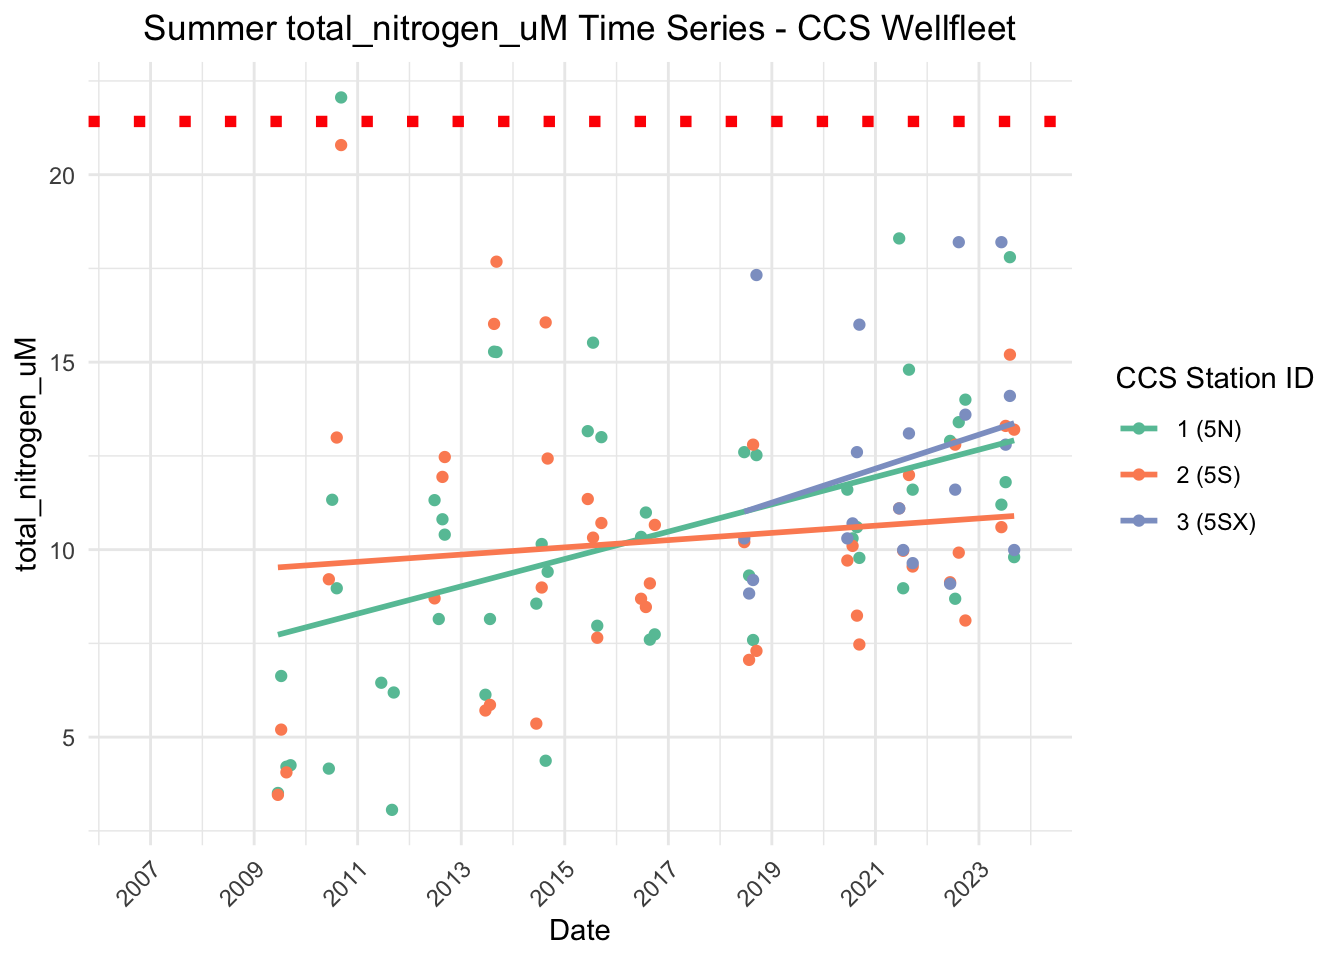 Summer total_nitrogen_uM Time Series - CCS Wellfleet
total_nitrogen_uM
20
15
10
5
2007
2009
2011
2013
2015
2017
2019
2021
2023
Date
CCS Station ID
1 (5N)
2 (5S)
3 (5SX)